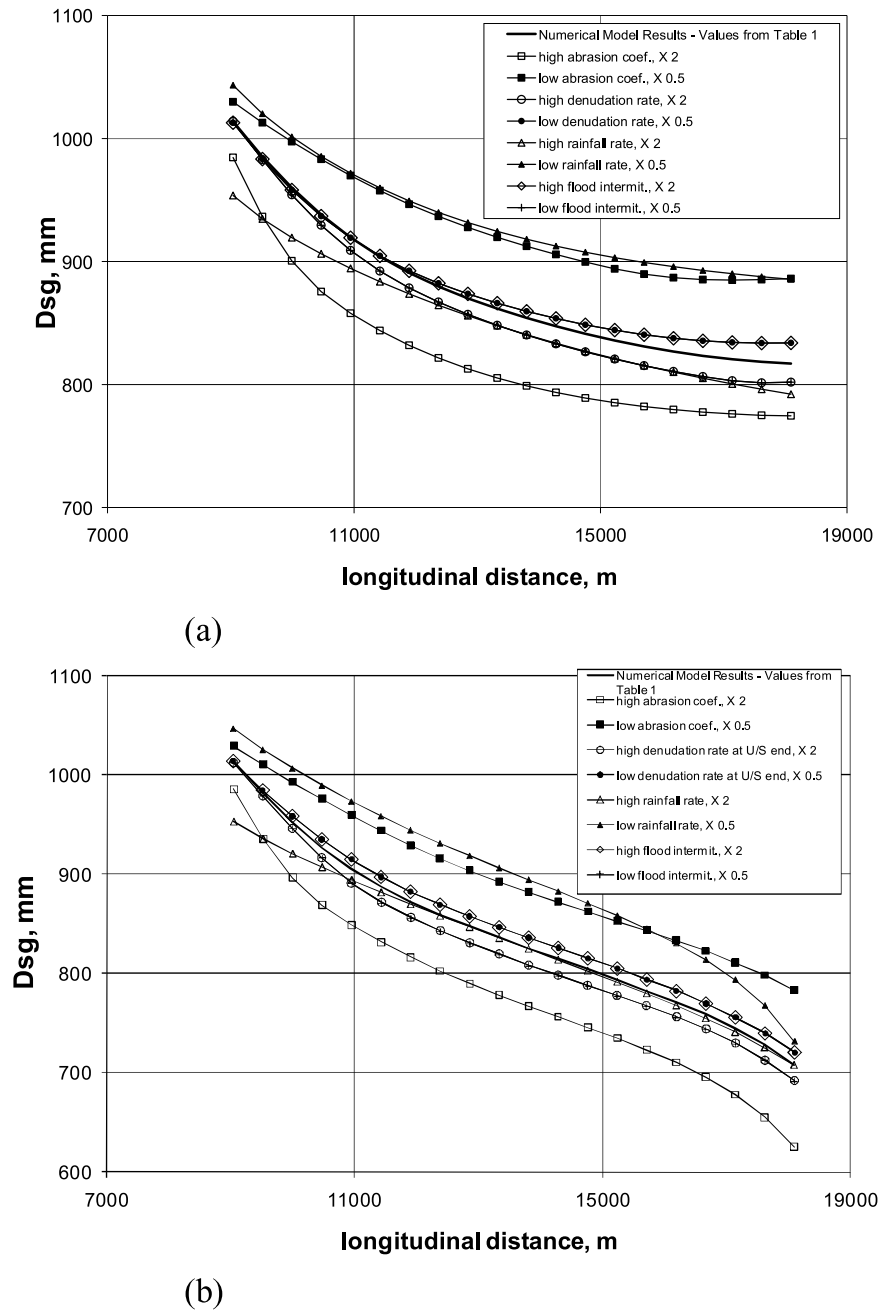 1100
1000
900
800
700
Dsg, mm
Numerical Model Results - Values from Table 1
high abrasion coef., X 2
low abrasion coef., X 0.5
high denudation rate, X 2
low denudation rate, X 0.5
high rainfall rate, X 2
low rainfall rate, X 0.5
high flood intermit., X 2
low flood intermit., X 0.5
7000 11000 15000 19000
longitudinal distance, m
(a)
1100
1000
900
800
700
600
Dsg, mm
Numerical Model Results - Values from
Table 1
high abrasion coef., X 2
low abrasion coef., X 0.5
high denudation rate at U/S end, X 2
low denudation rate at U/S end, X 0.5
high rainfall rate, X 2
low rainfall rate, X 0.5
high flood intermit., X 2
low flood intermit., X 0.5
7000 11000 15000 19000
longitudinal distance, m
(b)